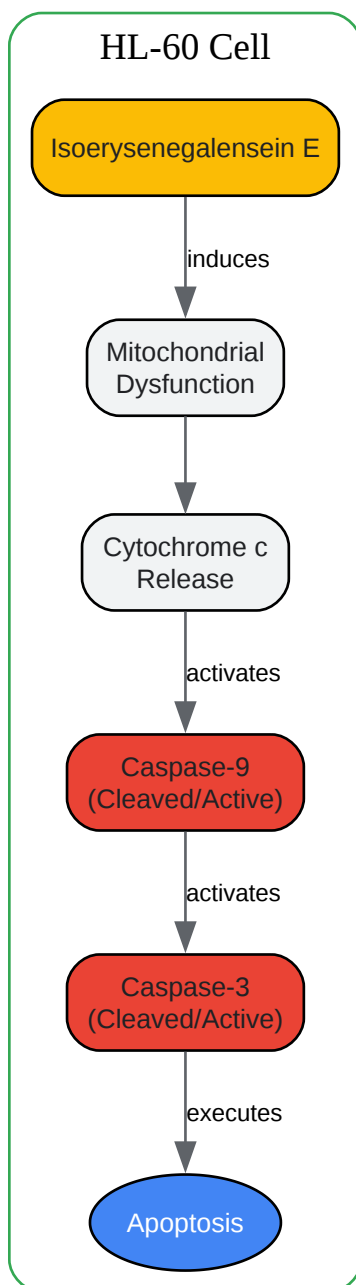 HL-60 Cell
Isoerysenegalensein E
induces
Mitochondrial
Dysfunction
Cytochrome c
Release
activates
Caspase-9
(Cleaved/Active)
activates
Caspase-3
(Cleaved/Active)
executes
Apoptosis